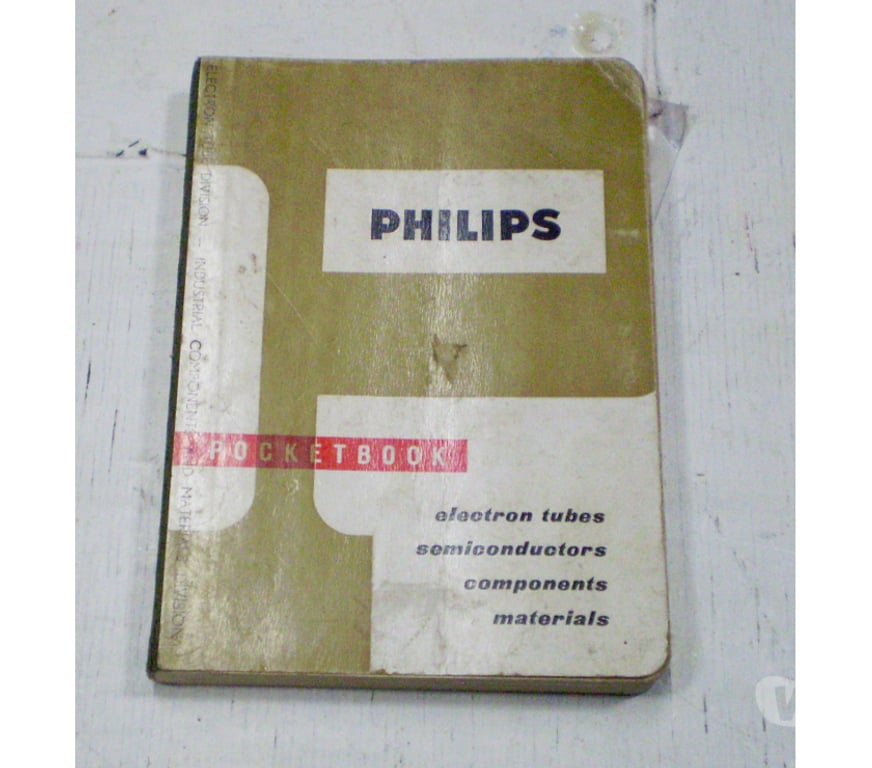 PHILIPS
POCKETBOOK
electron tubes
semiconductors
components
materials
ELECTRON TUBE DIVISION – INDUSTRIAL COMPONENTS AND MATERIALS DIVISION